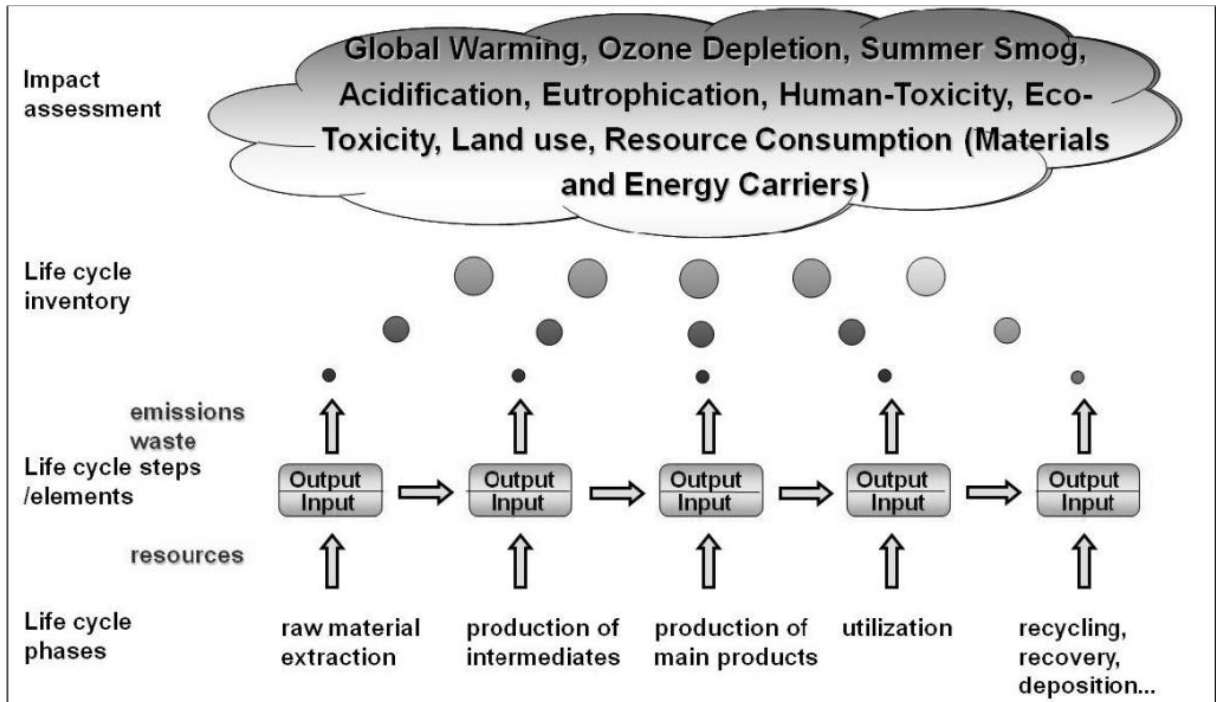 Impact
assessment
Global Warming, Ozone Depletion, Summer Smog,
Acidification, Eutrophication, Human-Toxicity, Eco-
Toxicity, Land use, Resource Consumption (Materials
and Energy Carriers)
Life cycle
inventory
emissions
waste
Life cycle steps
/elements
Output
Input
Output
Input
Output
Input
Output
Input
Output
Input
resources
Life cycle
phases
raw material
extraction
production of
intermediates
production of
main products
utilization
recycling,
recovery,
deposition...